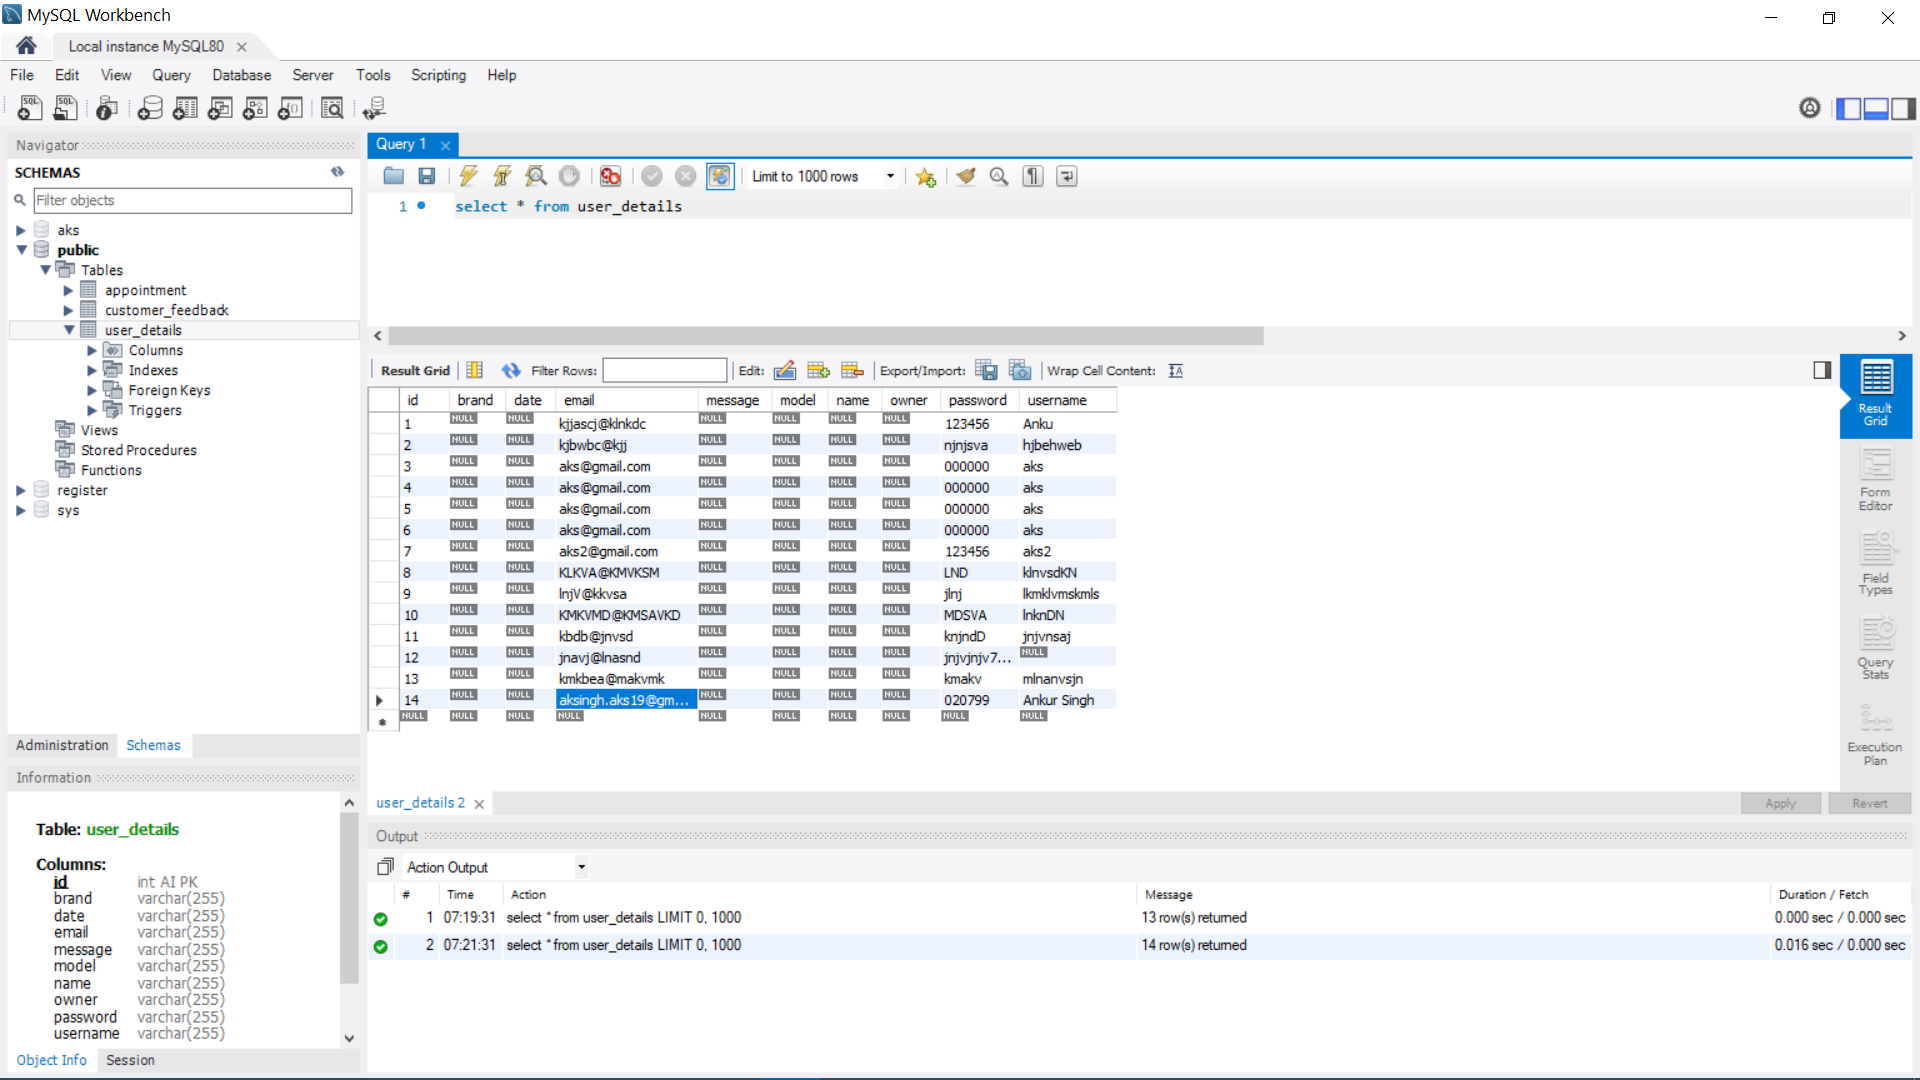 MySQL Workbench
Local instance MySQL80
File Edit View Query Database Server Tools Scripting Help
Navigator
SCHEMAS
Filter objects
aks
public
Tables
appointment
customer_feedback
user_details
Columns
Indexes
Foreign Keys
Triggers
Views
Stored Procedures
Functions
register
sys
Administration Schemas
Information
Table: user_details
Columns:
id int AI PK
brand varchar(255)
date varchar(255)
email varchar(255)
message varchar(255)
model varchar(255)
name varchar(255)
owner varchar(255)
password varchar(255)
username varchar(255)
Object Info Session
Query 1
Limit to 1000 rows
1 select * from user_details
Result Grid Filter Rows: Edit: Export/Import: Wrap Cell Content:
id brand date email message model name owner password username
1 NULL NULL kjjascj@klnkdc NULL NULL NULL NULL 123456 Anku
2 NULL NULL kjbwbc@kjj NULL NULL NULL NULL njnjsva hjbehweb
3 NULL NULL aks@gmail.com NULL NULL NULL NULL 000000 aks
4 NULL NULL aks@gmail.com NULL NULL NULL NULL 000000 aks
5 NULL NULL aks@gmail.com NULL NULL NULL NULL 000000 aks
6 NULL NULL aks@gmail.com NULL NULL NULL NULL 000000 aks
7 NULL NULL aks2@gmail.com NULL NULL NULL NULL 123456 aks2
8 NULL NULL KLKVA@KMVKSM NULL NULL NULL NULL LND klnvsdKN
9 NULL NULL lnjV@kkvsa NULL NULL NULL NULL jlnj lkmklvmskmls
10 NULL NULL KMKVMD@KMSAVKD NULL NULL NULL NULL MDSVA lnknDN
11 NULL NULL kbdb@jnvsd NULL NULL NULL NULL knjndD jnjvnsaj
12 NULL NULL jnavj@lnasnd NULL NULL NULL NULL jnjvjnjv7... NULL
13 NULL NULL kmkbea@makvmk NULL NULL NULL NULL kmakv mlnanvsjn
14 NULL NULL aksingh.aks19@gm... NULL NULL NULL NULL 020799 Ankur Singh
NULL NULL NULL NULL NULL NULL NULL NULL NULL NULL
Result Grid
Form Editor
Field Types
Query Stats
Execution Plan
user_details 2
Apply Revert
Output
Action Output
# Time Action Message Duration / Fetch
1 07:19:31 select * from user_details LIMIT 0, 1000 13 row(s) returned 0.000 sec / 0.000 sec
2 07:21:31 select * from user_details LIMIT 0, 1000 14 row(s) returned 0.016 sec / 0.000 sec